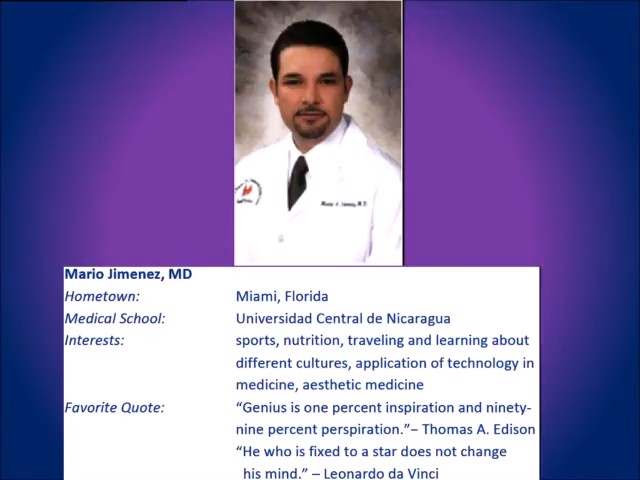 Mario Jimenez, MD
Hometown: Miami, Florida
Medical School: Universidad Central de Nicaragua
Interests: sports, nutrition, traveling and learning about
different cultures, application of technology in
medicine, aesthetic medicine
Favorite Quote: “Genius is one percent inspiration and ninety-
nine percent perspiration.”– Thomas A. Edison
“He who is fixed to a star does not change
his mind.” – Leonardo da Vinci